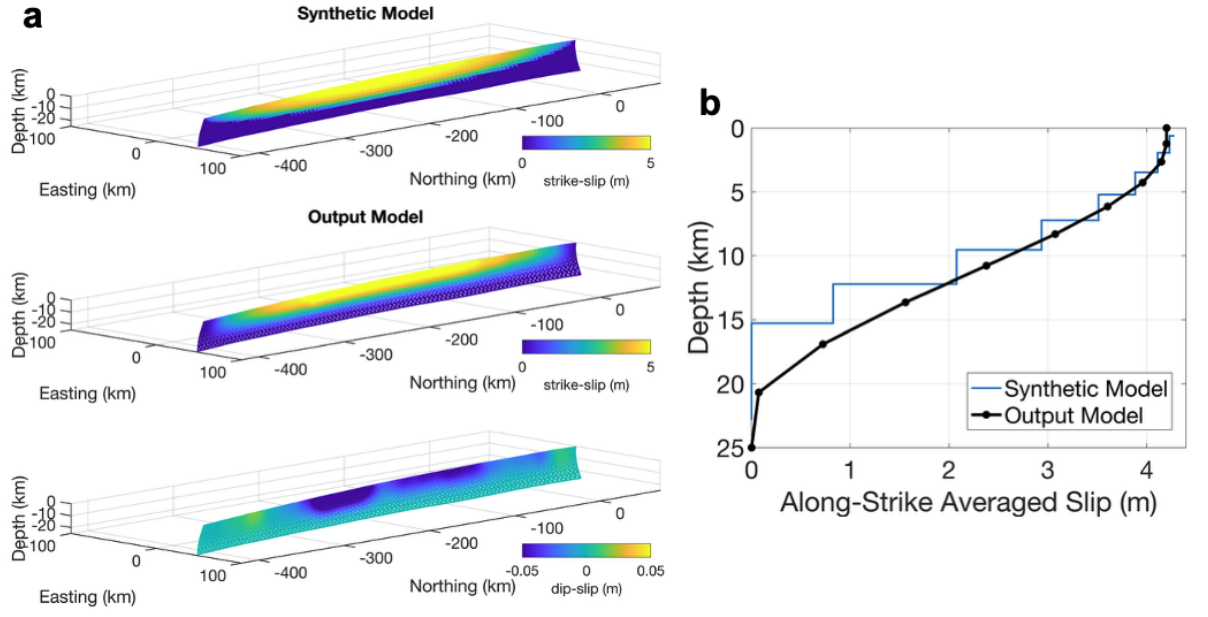 a
Synthetic Model
Depth (km)
0
-10
-20
-100
0
100
Easting (km)
-400
-300
-200
-100
0
Northing (km)
0
5
strike-slip (m)
Output Model
Depth (km)
0
-10
-20
-100
0
100
Easting (km)
-400
-300
-200
-100
0
Northing (km)
0
5
strike-slip (m)
Depth (km)
0
-10
-20
-100
0
100
Easting (km)
-400
-300
-200
-100
0
Northing (km)
-0.05
0
0.05
dip-slip (m)
b
Depth (km)
0
5
10
15
20
25
Synthetic Model
Output Model
0 1 2 3 4
Along-Strike Averaged Slip (m)